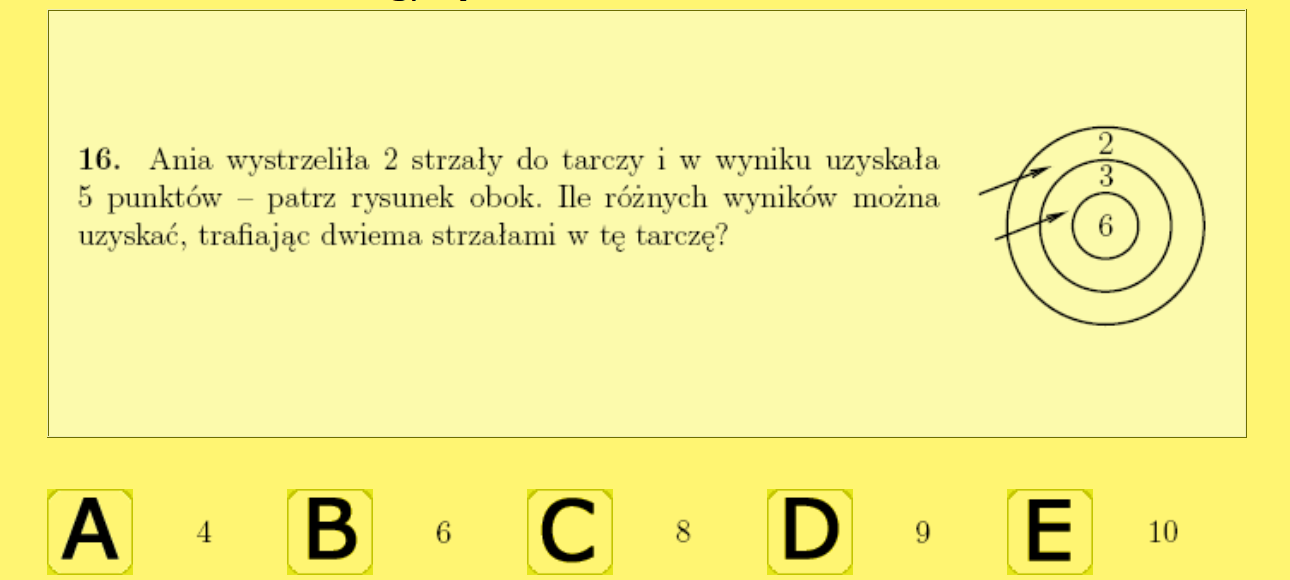 16. Ania wystrzeliła 2 strzały do tarczy i w wyniku uzyskała
5 punktów – patrz rysunek obok. Ile różnych wyników można
uzyskać, trafiając dwiema strzałami w tę tarczę?
2
3
6
A 4 B 6 C 8 D 9 E 10